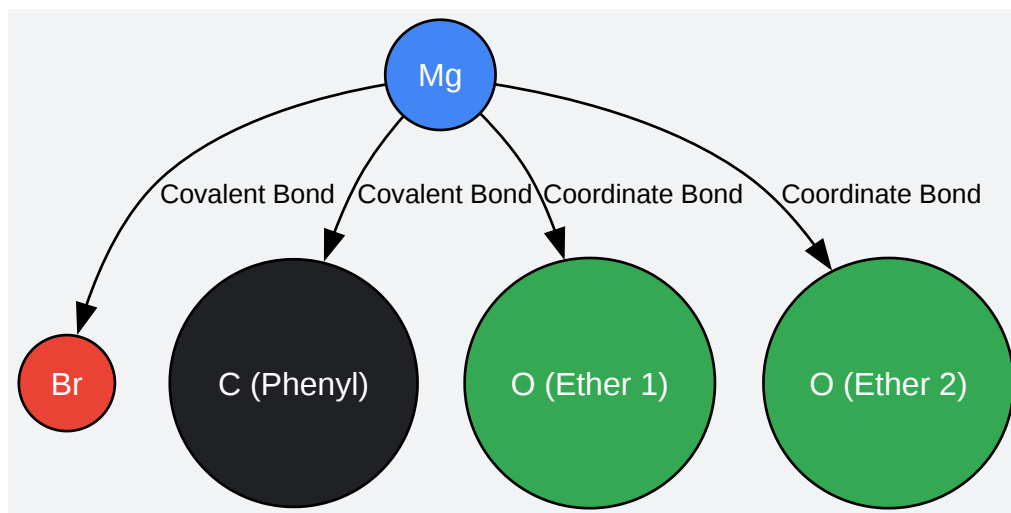 Mg
Covalent Bond
Covalent Bond
Coordinate Bond
Coordinate Bond
Br
C (Phenyl)
O (Ether 1)
O (Ether 2)